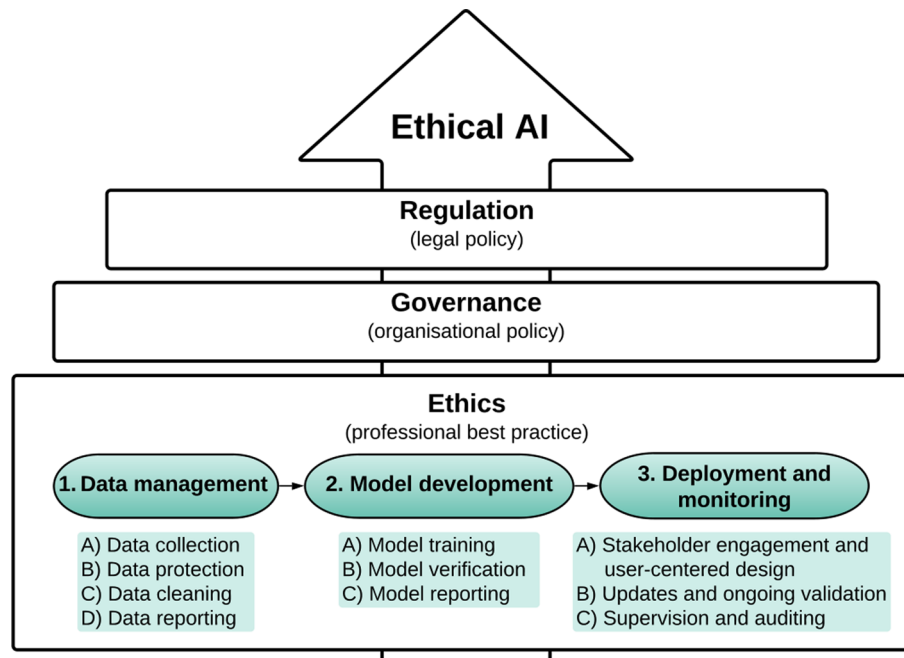 Ethical AI
Regulation
(legal policy)
Governance
(organisational policy)
Ethics
(professional best practice)
1. Data management
2. Model development
3. Deployment and
monitoring
A) Data collection
B) Data protection
C) Data cleaning
D) Data reporting
A) Model training
B) Model verification
C) Model reporting
A) Stakeholder engagement and
user-centered design
B) Updates and ongoing validation
C) Supervision and auditing